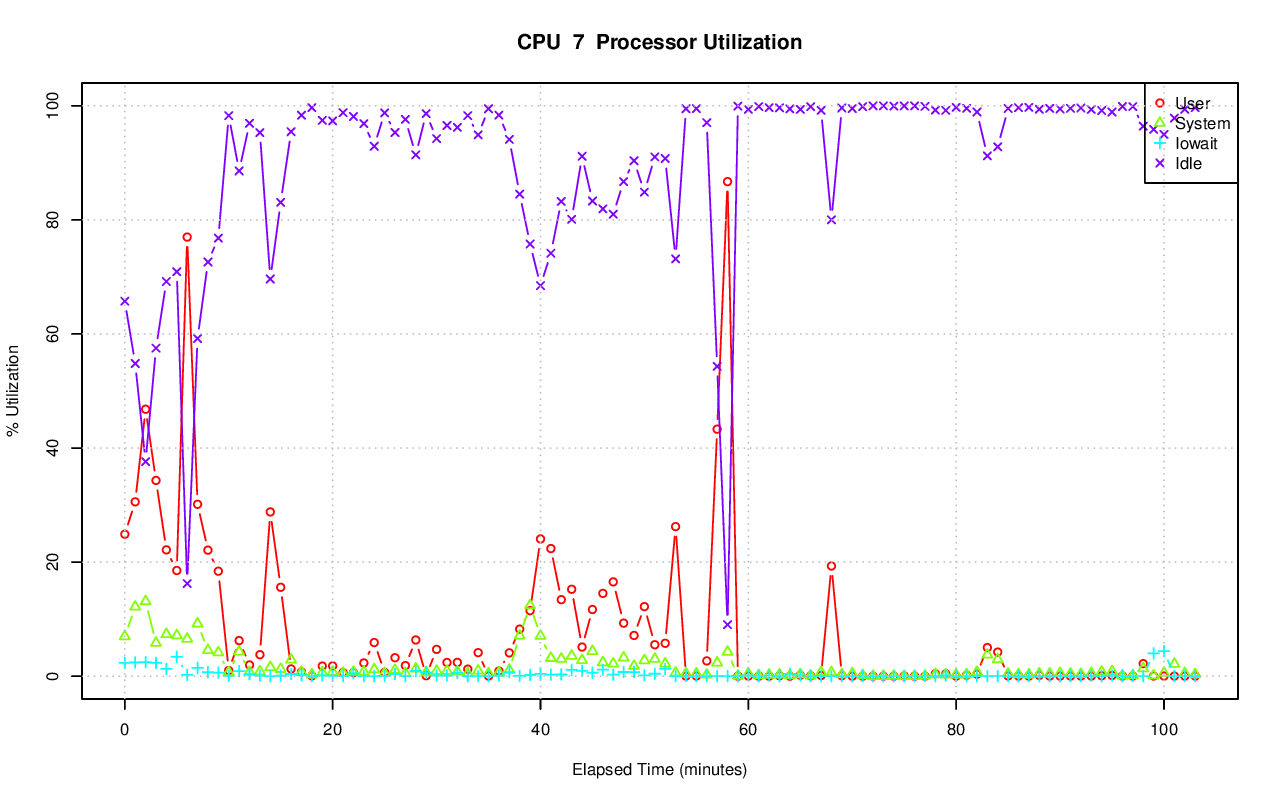 CPU  7  Processor Utilization
% Utilization
100
80
60
40
20
0
User
System
Iowait
Idle
0 20 40 60 80 100
Elapsed Time (minutes)